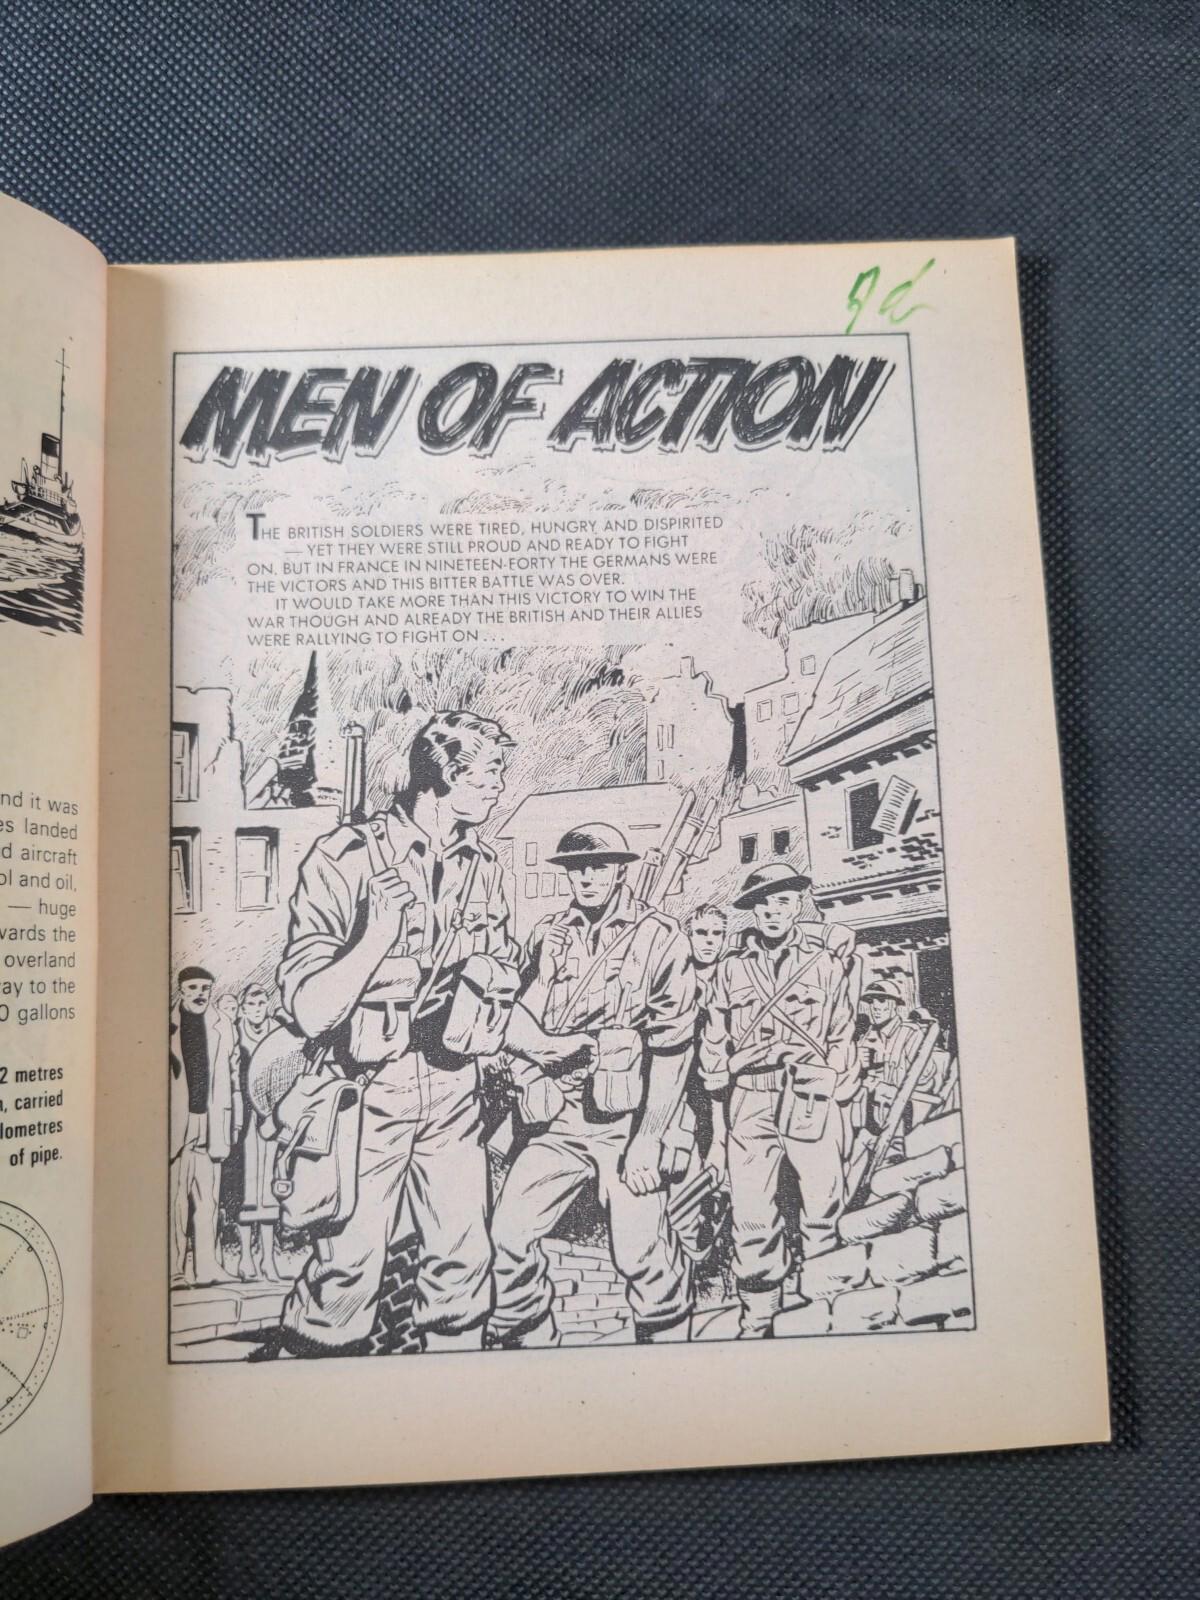 nd it was
es landed
d aircraft
ol and oil,
— huge
wards the
overland
ay to the
0 gallons
2 metres
n, carried
lometres
of pipe.
MEN OF ACTION
THE BRITISH SOLDIERS WERE TIRED, HUNGRY AND DISPIRITED
— YET THEY WERE STILL PROUD AND READY TO FIGHT
ON. BUT IN FRANCE IN NINETEEN-FORTY THE GERMANS WERE
THE VICTORS AND THIS BITTER BATTLE WAS OVER.
IT WOULD TAKE MORE THAN THIS VICTORY TO WIN THE
WAR THOUGH AND ALREADY THE BRITISH AND THEIR ALLIES
WERE RALLYING TO FIGHT ON . . .